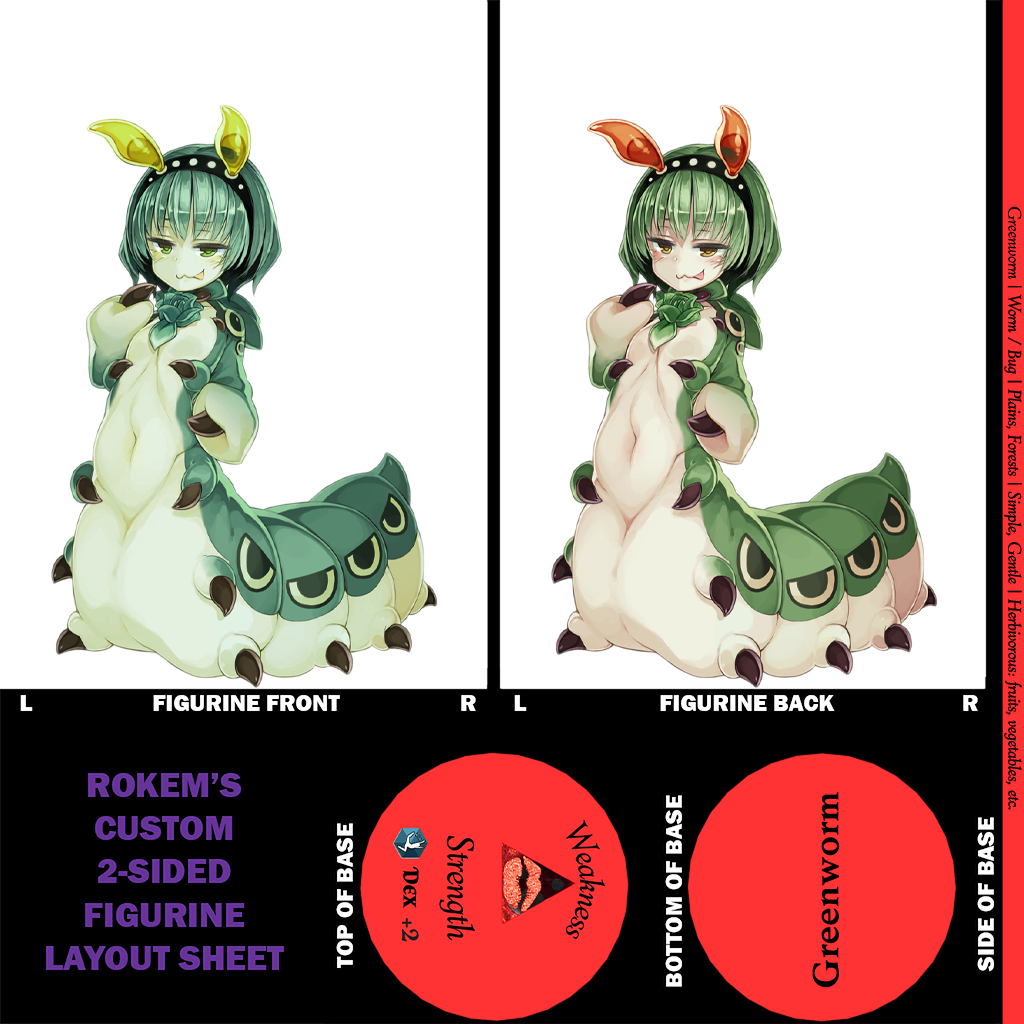 L FIGURINE FRONT R
L FIGURINE BACK R
Greenworm | Worm / Bug | Plains, Forests | Simple, Gentle | Herbivorous: fruits, vegetables, etc.
ROKEM'S
CUSTOM
2-SIDED
FIGURINE
LAYOUT SHEET
TOP OF BASE
Dex +2
Strength
Weakness
BOTTOM OF BASE
Greenworm
SIDE OF BASE